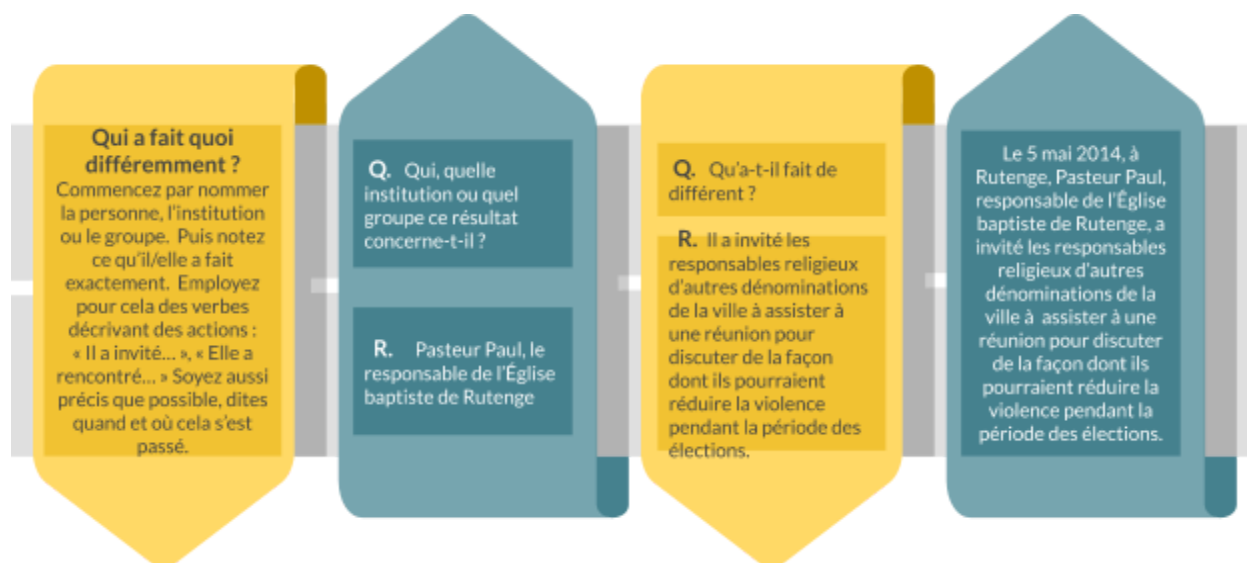 Qui a fait quoi
différemment ?
Commencez par nommer
la personne, l'institution
ou le groupe. Puis notez
ce qu'il/elle a fait
exactement. Employez
pour cela des verbes
décrivant des actions :
« Il a invité... », « Elle a
rencontré... » Soyez aussi
précis que possible, dites
quand et où cela s'est
passé.
Q. Qui, quelle
institution ou quel
groupe ce résultat
concerne-t-il ?
R. Pasteur Paul, le
responsable de l'Église
baptiste de Rutenge
Q. Qu'a-t-il fait de
différent ?
R. Il a invité les
responsables religieux
d'autres dénominations
de la ville à assister à
une réunion pour
discuter de la façon
dont ils pourraient
réduire la violence
pendant la période des
élections.
Le 5 mai 2014, à
Rutenge, Pasteur Paul,
responsable de l'Église
baptiste de Rutenge, a
invité les responsables
religieux d'autres
dénominations de la
ville à assister à une
réunion pour discuter
de la façon dont ils
pourraient réduire la
violence pendant la
période des élections.